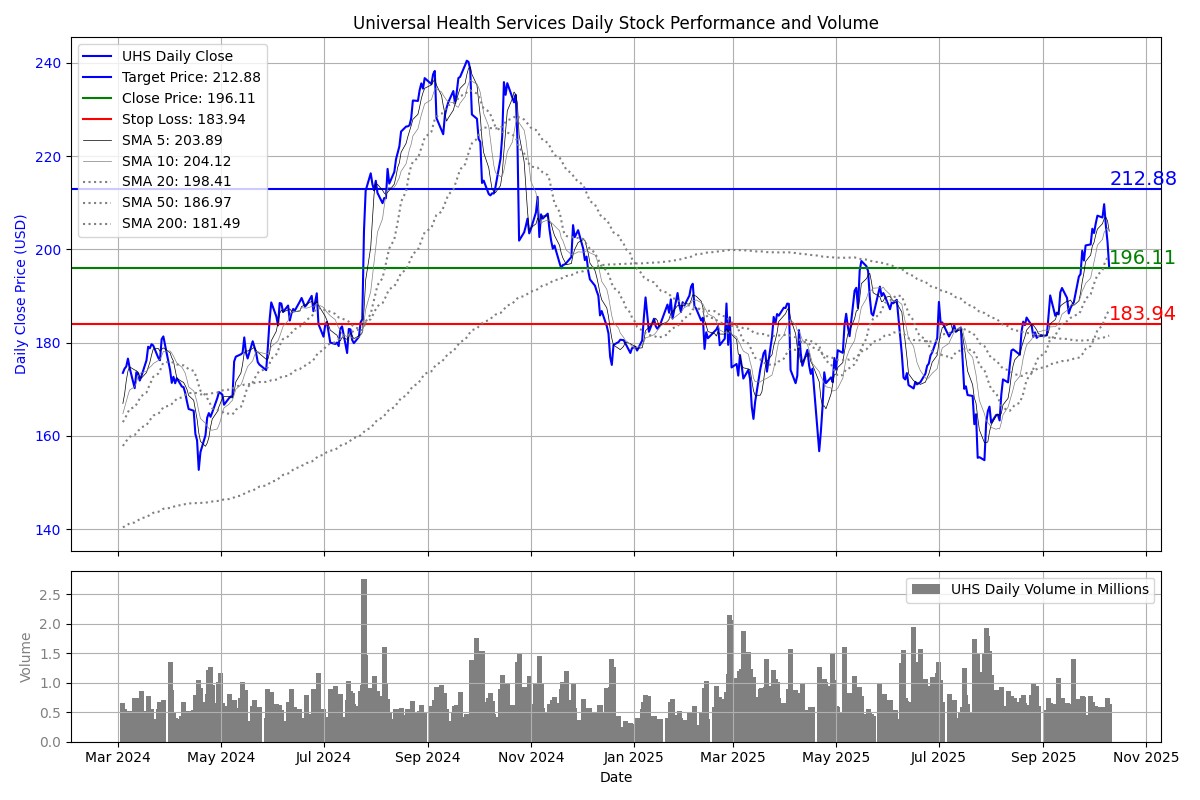 Universal Health Services Daily Stock Performance and Volume
UHS Daily Close
Target Price: 212.88
Close Price: 196.11
Stop Loss: 183.94
SMA 5: 203.89
SMA 10: 204.12
SMA 20: 198.41
SMA 50: 186.97
SMA 200: 181.49
Daily Close Price (USD)
240
220
200
180
160
140
212.88
196.11
183.94
UHS Daily Volume in Millions
Volume
2.5
2.0
1.5
1.0
0.5
0.0
Mar 2024 May 2024 Jul 2024 Sep 2024 Nov 2024 Jan 2025 Mar 2025 May 2025 Jul 2025 Sep 2025 Nov 2025
Date